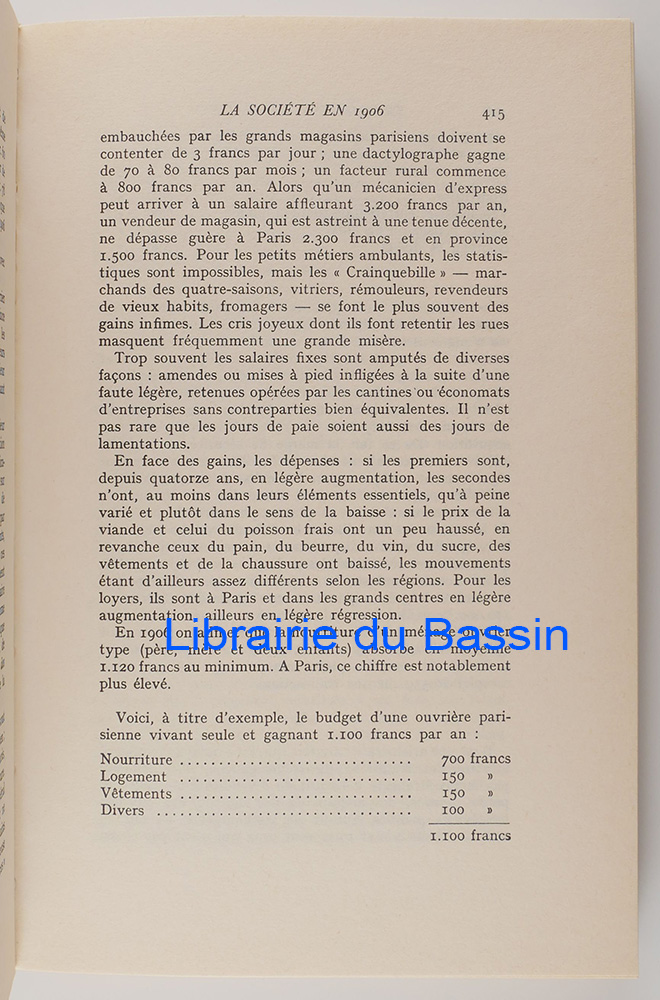 LA SOCIÉTÉ EN 1906 415
embauchées par les grands magasins parisiens doivent se
contenter de 3 francs par jour ; une dactylographe gagne
de 70 à 80 francs par mois ; un facteur rural commence
à 800 francs par an. Alors qu'un mécanicien d'express
peut arriver à un salaire affleurant 3.200 francs par an,
un vendeur de magasin, qui est astreint à une tenue décente,
ne dépasse guère à Paris 2.300 francs et en province
1.500 francs. Pour les petits métiers ambulants, les statis-
tiques sont impossibles, mais les « Crainquebille » — mar-
chands des quatre-saisons, vitriers, rémouleurs, revendeurs
de vieux habits, fromagers — se font le plus souvent des
gains infimes. Les cris joyeux dont ils font retentir les rues
masquent fréquemment une grande misère.
Trop souvent les salaires fixes sont amputés de diverses
façons : amendes ou mises à pied infligées à la suite d'une
faute légère, retenues opérées par les cantines ou économats
d'entreprises sans contreparties bien équivalentes. Il n'est
pas rare que les jours de paie soient aussi des jours de
lamentations.
En face des gains, les dépenses : si les premiers sont,
depuis quatorze ans, en légère augmentation, les secondes
n'ont, au moins dans leurs éléments essentiels, qu'à peine
varié et plutôt dans le sens de la baisse : si le prix de la
viande et celui du poisson frais ont un peu haussé, en
revanche ceux du pain, du beurre, du vin, du sucre, des
vêtements et de la chaussure ont baissé, les mouvements
étant d'ailleurs assez différents selon les régions. Pour les
loyers, ils sont à Paris et dans les grands centres en légère
augmentation, ailleurs en légère régression.
En 1906 on que la nourriture d'un ménage ouvrier
Librairie du Bassin
type (père, mère et deux enfants) absorbe en moyenne
1.120 francs au minimum. A Paris, ce chiffre est notablement
plus élevé.
Voici, à titre d'exemple, le budget d'une ouvrière pari-
sienne vivant seule et gagnant 1.100 francs par an :
Nourriture .............................. 700 francs
Logement .............................. 150 »
Vêtements .............................. 150 »
Divers ................................ 100 »
1.100 francs